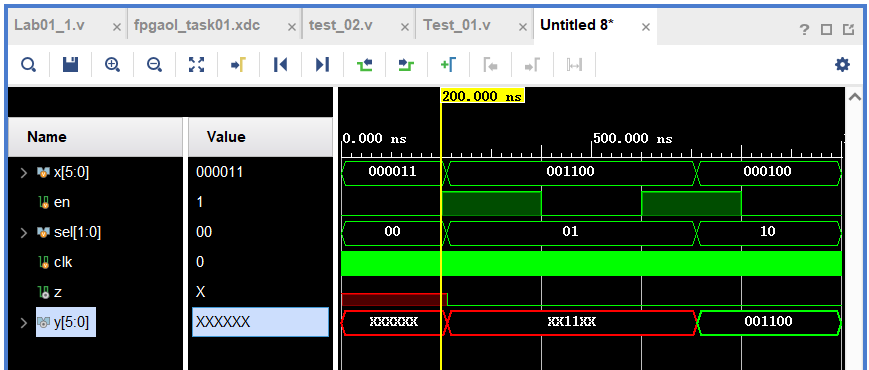 Lab01_1.v × fpgaol_task01.xdc × test_02.v × Test_01.v × Untitled 8* × ?
200.000 ns
Name Value 0.000 ns 500.000 ns
x[5:0] 000011 000011 001100 000100
en 1
sel[1:0] 00 00 01 10
clk 0
z X
y[5:0] XXXXXX XXXXXX XX11XX 001100